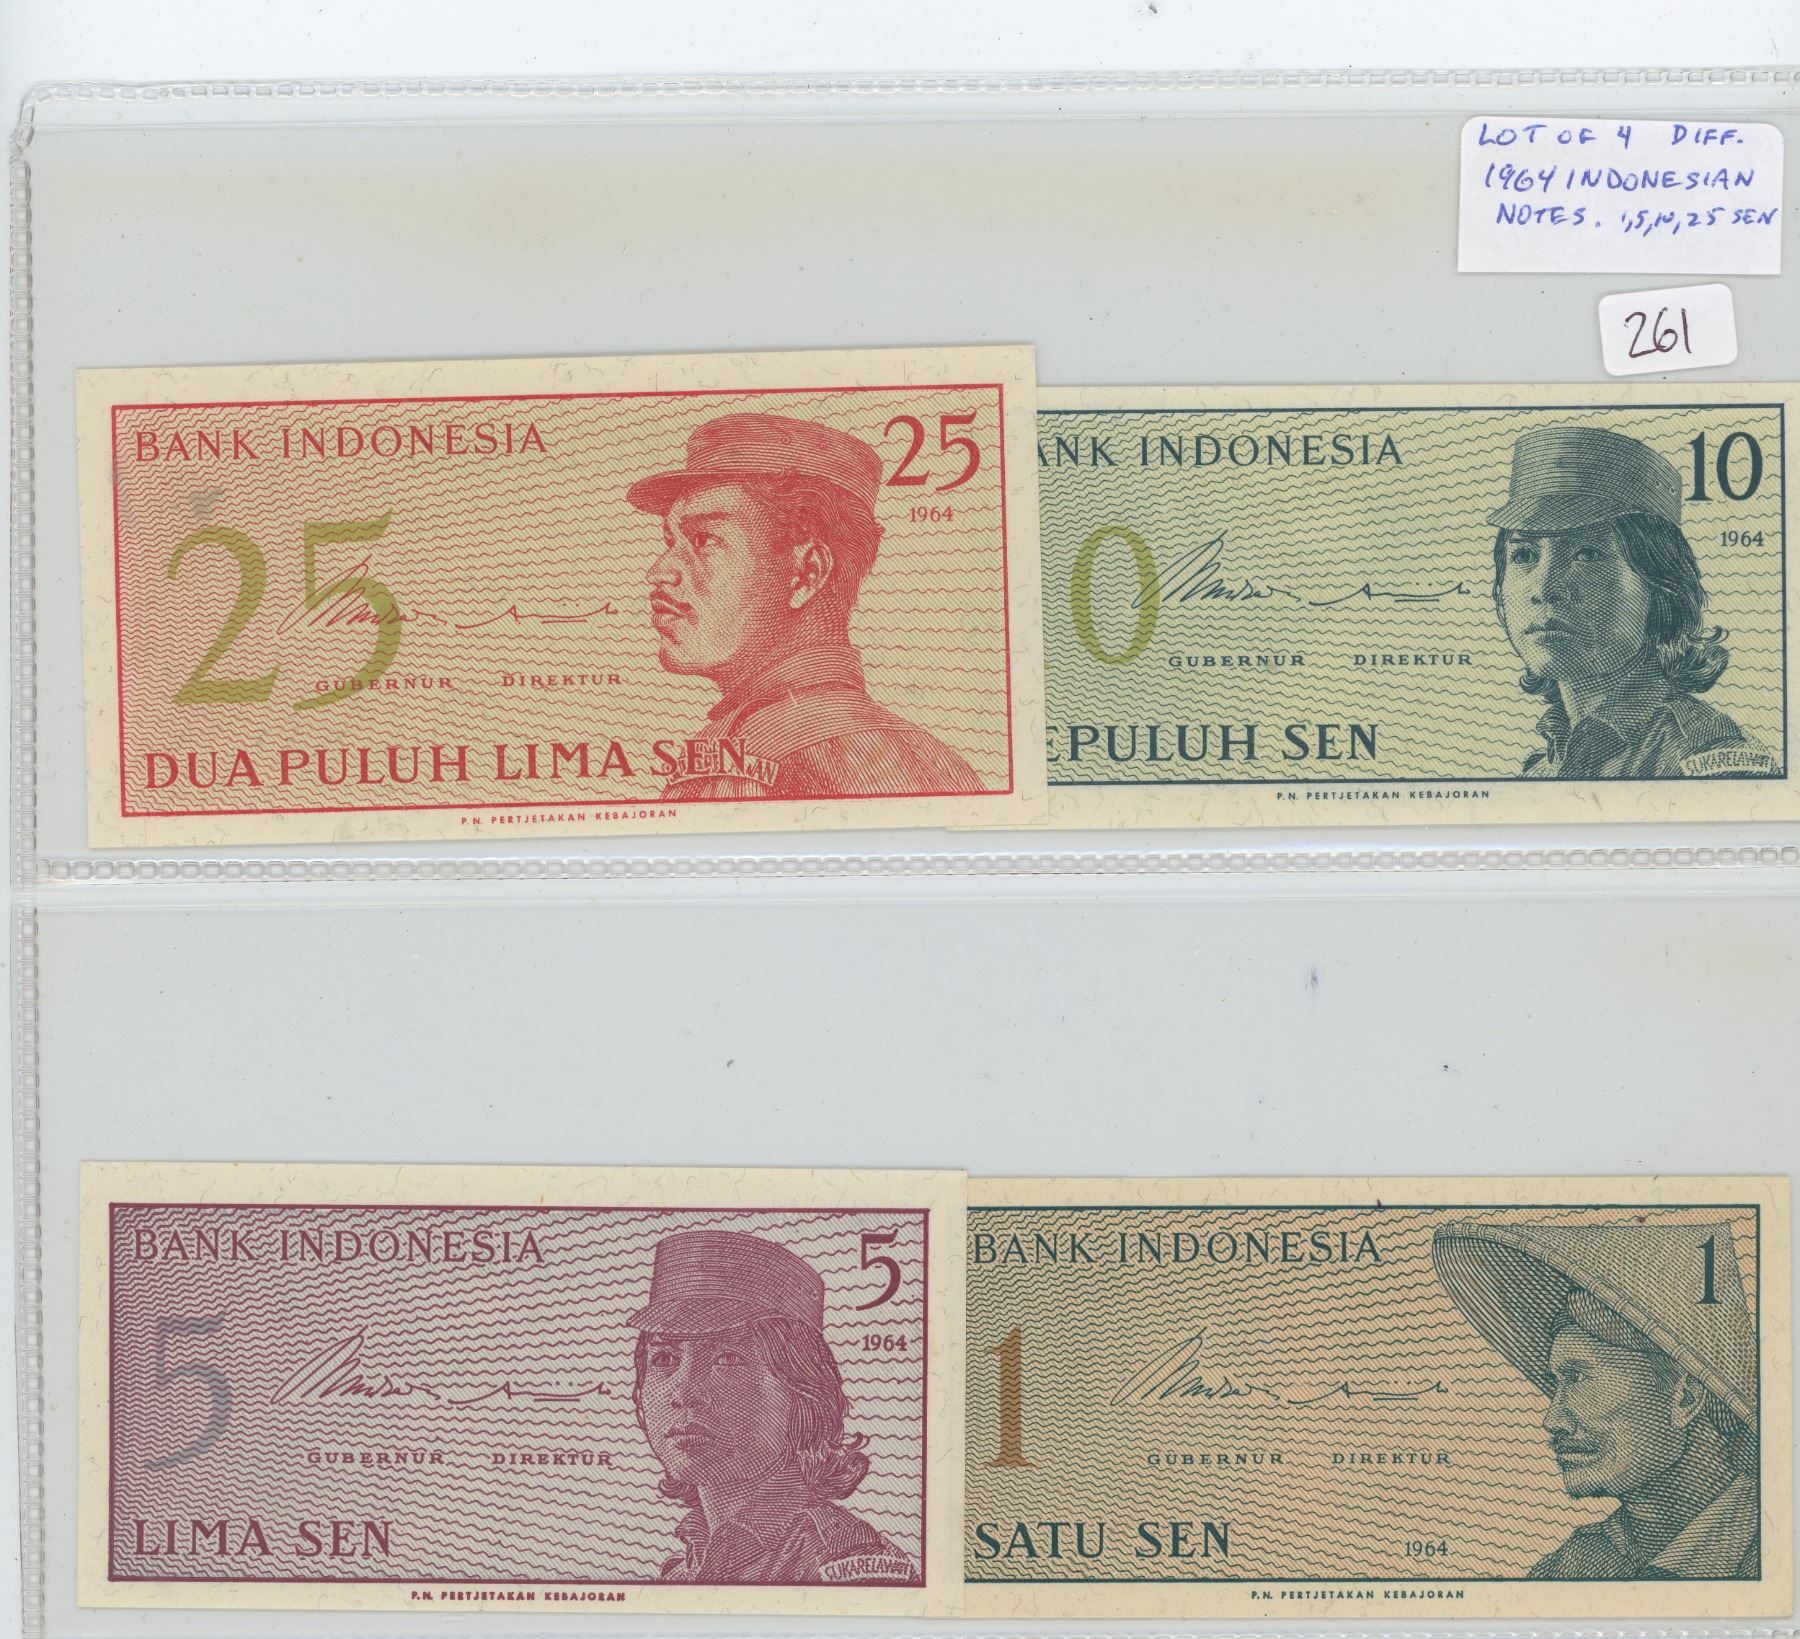 LOT OF 4 DIFF.
1964 INDONESIAN
NOTES. 1,5,10,25 SEN
261
BANK INDONESIA
25
1964
25
GUBERNUR DIREKTUR
DUA PULUH LIMA SEN
P.N. PERTJETAKAN KEBAJORAN
ANK INDONESIA
10
1964
0
GUBERNUR DIREKTUR
EPULUH SEN
SUKARELAWATI
P.N. PERTJETAKAN KEBAJORAN
BANK INDONESIA
5
1964
5
GUBERNUR DIREKTUR
LIMA SEN
SUKARELAWATI
P.N. PERTJETAKAN KEBAJORAN
BANK INDONESIA
1
1
GUBERNUR DIREKTUR
SATU SEN
1964
P.N. PERTJETAKAN KEBAJORAN